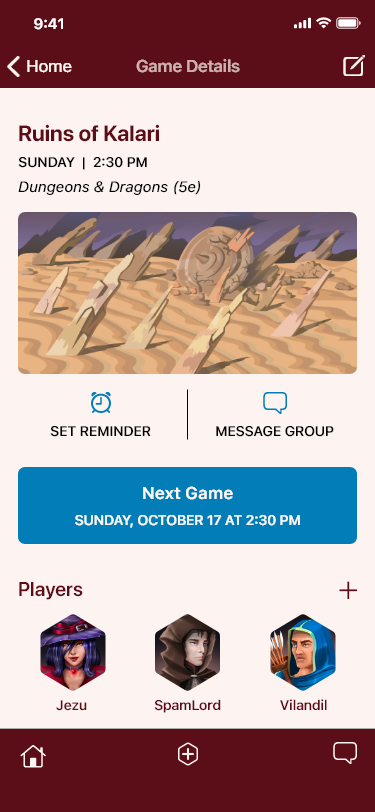 9:41
Home Game Details
Ruins of Kalari
SUNDAY | 2:30 PM
Dungeons & Dragons (5e)
SET REMINDER MESSAGE GROUP
Next Game
SUNDAY, OCTOBER 17 AT 2:30 PM
Players
Jezu SpamLord Vilandil